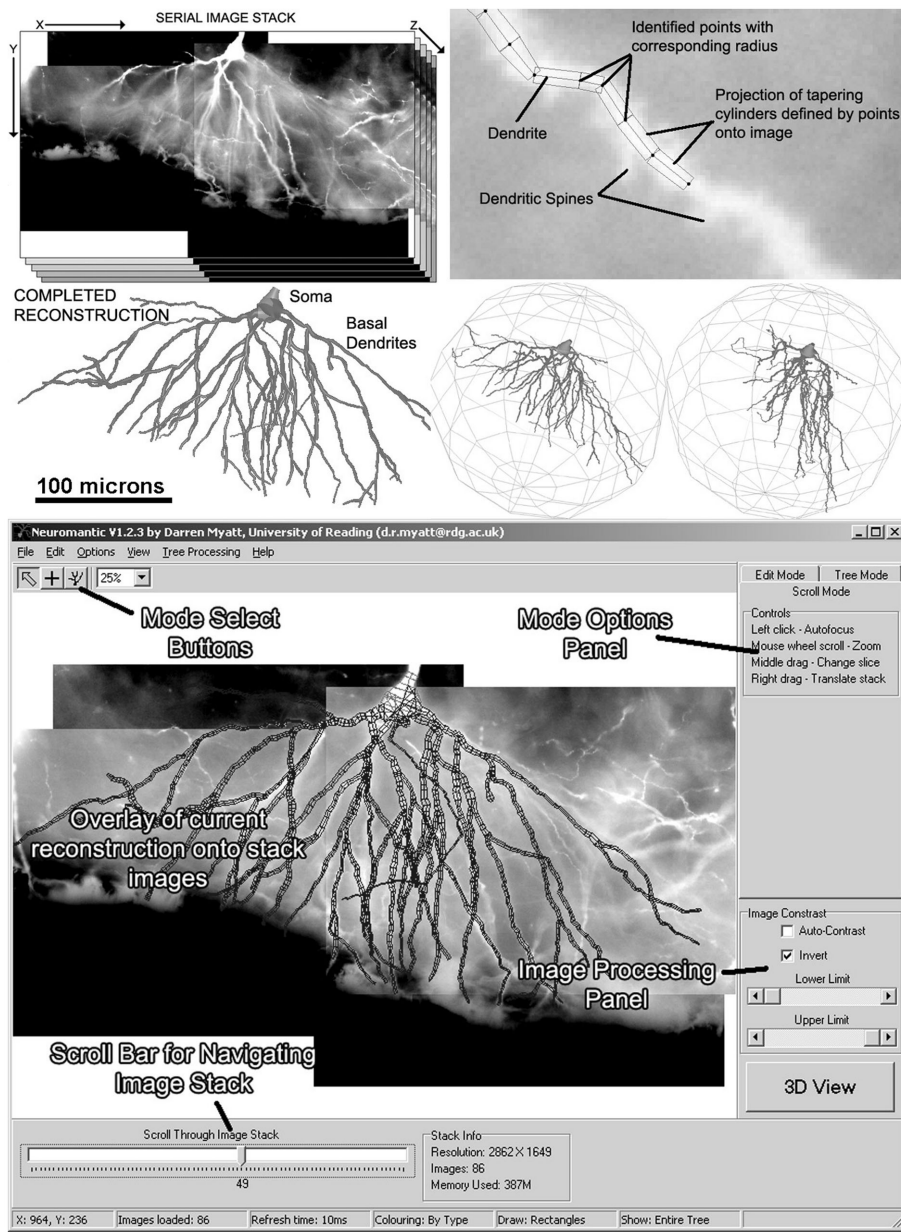 SERIAL IMAGE STACK
X
Y
Z
Identified points with
corresponding radius
Dendrite
Projection of tapering
cylinders defined by points
onto image
Dendritic Spines
COMPLETED
RECONSTRUCTION
Soma
Basal
Dendrites
100 microns
Neuromantic V1.2.3 by Darren Myatt, University of Reading (d.r.myatt@rdg.ac.uk)
File Edit Options View Tree Processing Help
25%
Edit Mode Tree Mode
Scroll Mode
Mode Select
Buttons
Mode Options
Panel
Controls
Left click - Autofocus
Mouse wheel scroll - Zoom
Middle drag - Change slice
Right drag - Translate stack
Overlay of current
reconstruction onto stack
images
Image Processing
Panel
Image Constrast
Auto-Contrast
Invert
Lower Limit
Upper Limit
3D View
Scroll Bar for Navigating
Image Stack
Scroll Through Image Stack
49
Stack Info
Resolution: 2862 X 1649
Images: 86
Memory Used: 387M
X: 964, Y: 236 Images loaded: 86 Refresh time: 10ms Colouring: By Type Draw: Rectangles Show: Entire Tree